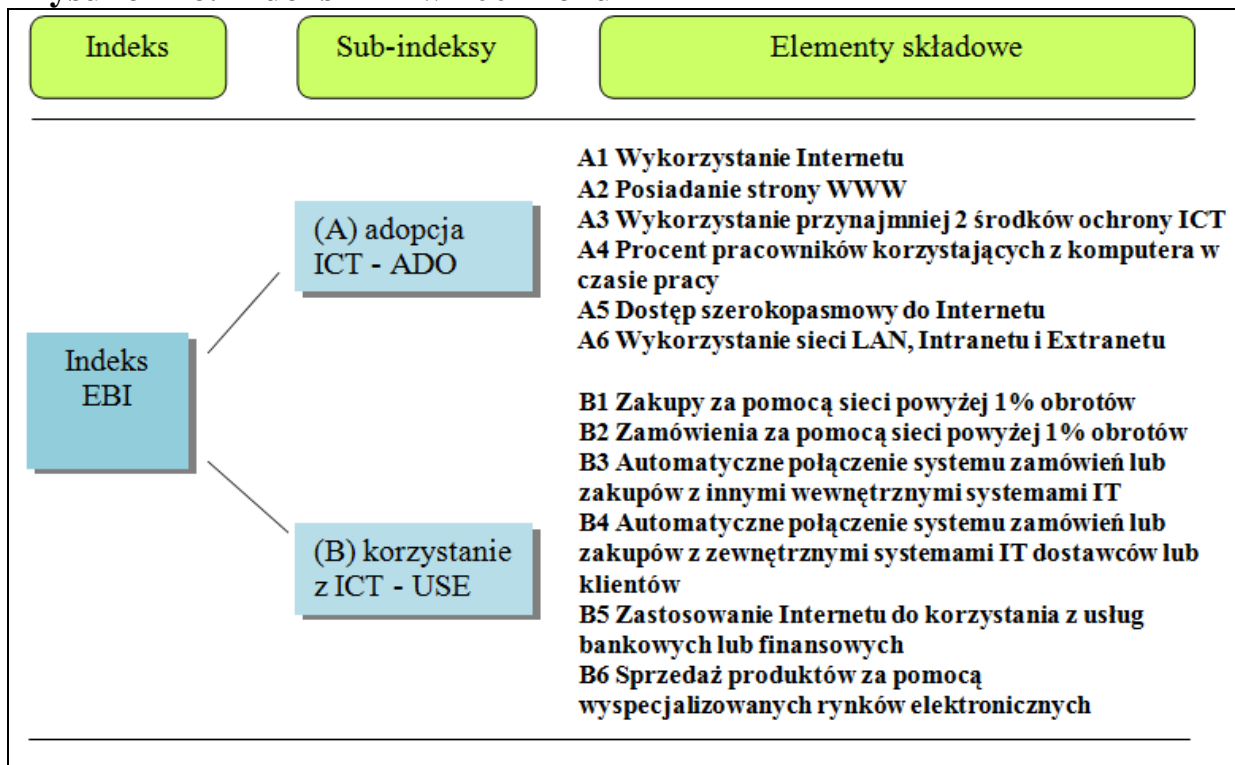 Indeks
Sub-indeksy
Elementy składowe
A1 Wykorzystanie Internetu
A2 Posiadanie strony WWW
A3 Wykorzystanie przynajmniej 2 środków ochrony ICT
A4 Procent pracowników korzystających z komputera w
czasie pracy
A5 Dostęp szerokopasmowy do Internetu
A6 Wykorzystanie sieci LAN, Intranetu i Extranetu
(A) adopcja
ICT - ADO
Indeks
EBI
B1 Zakupy za pomocą sieci powyżej 1% obrotów
B2 Zamówienia za pomocą sieci powyżej 1% obrotów
B3 Automatyczne połączenie systemu zamówień lub
zakupów z innymi wewnętrznymi systemami IT
B4 Automatyczne połączenie systemu zamówień lub
zakupów z zewnętrznymi systemami IT dostawców lub
klientów
B5 Zastosowanie Internetu do korzystania z usług
bankowych lub finansowych
B6 Sprzedaż produktów za pomocą
wyspecjalizowanych rynków elektronicznych
(B) korzystanie
z ICT - USE